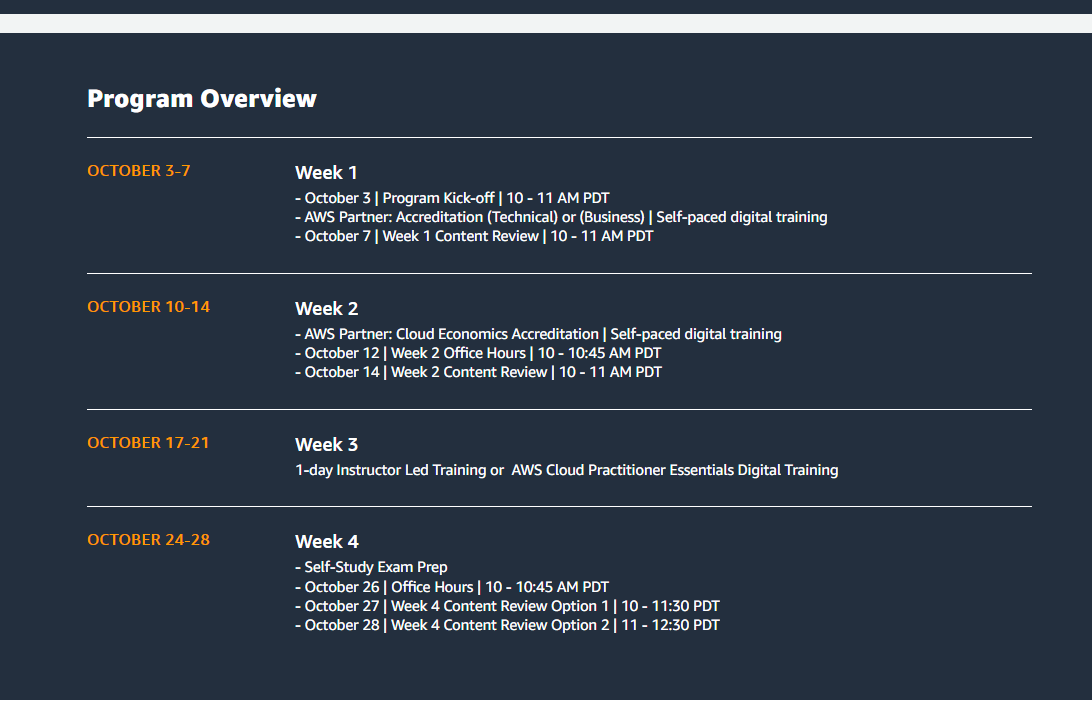 Program Overview
OCTOBER 3-7
Week 1
- October 3 | Program Kick-off | 10 - 11 AM PDT
- AWS Partner: Accreditation (Technical) or (Business) | Self-paced digital training
- October 7 | Week 1 Content Review | 10 - 11 AM PDT
OCTOBER 10-14
Week 2
- AWS Partner: Cloud Economics Accreditation | Self-paced digital training
- October 12 | Week 2 Office Hours | 10 - 10:45 AM PDT
- October 14 | Week 2 Content Review | 10 - 11 AM PDT
OCTOBER 17-21
Week 3
1-day Instructor Led Training or  AWS Cloud Practitioner Essentials Digital Training
OCTOBER 24-28
Week 4
- Self-Study Exam Prep
- October 26 | Office Hours | 10 - 10:45 AM PDT
- October 27 | Week 4 Content Review Option 1 | 10 - 11:30 PDT
- October 28 | Week 4 Content Review Option 2 | 11 - 12:30 PDT